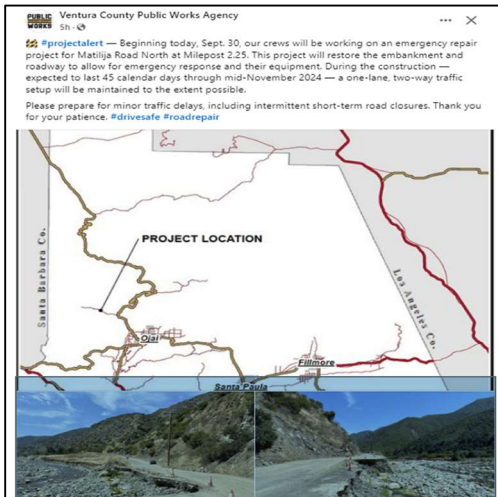 PUBLIC
WORKS
Ventura County Public Works Agency
5h ·
🚧 #projectalert — Beginning today, Sept. 30, our crews will be working on an emergency repair
project for Matilija Road North at Milepost 2.25. This project will restore the embankment and
roadway to allow for emergency response and their equipment. During the construction —
expected to last 45 calendar days through mid-November 2024 — a one-lane, two-way traffic
setup will be maintained to the extent possible.
Please prepare for minor traffic delays, including intermittent short-term road closures. Thank you
for your patience. #drivesafe #roadrepair
PROJECT LOCATION
Santa Barbara Co.
Los Angeles Co.
Ojai
Fillmore
Santa Paula